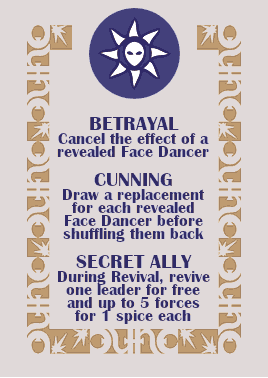 BETRAYAL
Cancel the effect of a
revealed Face Dancer
CUNNING
Draw a replacement
for each revealed
Face Dancer before
shuffling them back
SECRET ALLY
During Revival, revive
one leader for free
and up to 5 forces
for 1 spice each